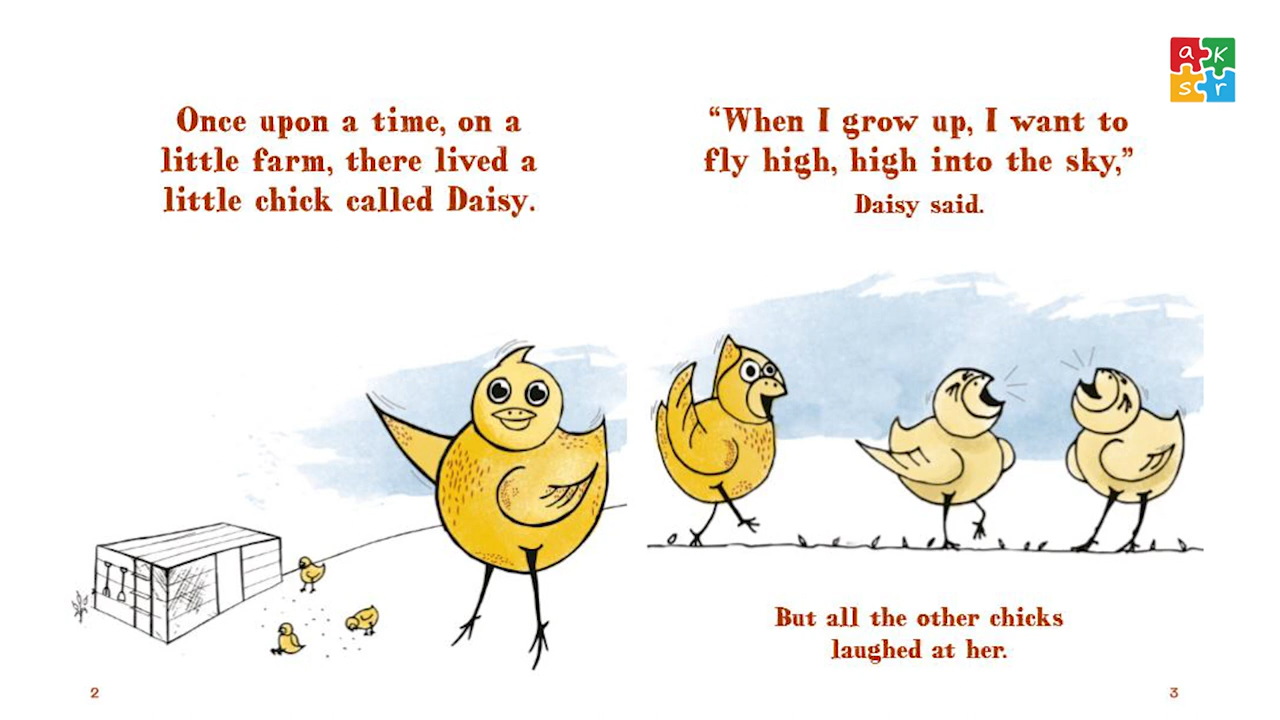 Once upon a time, on a
little farm, there lived a
little chick called Daisy.
2
a k
s r
“When I grow up, I want to
fly high, high into the sky,”
Daisy said.
But all the other chicks
laughed at her.
3